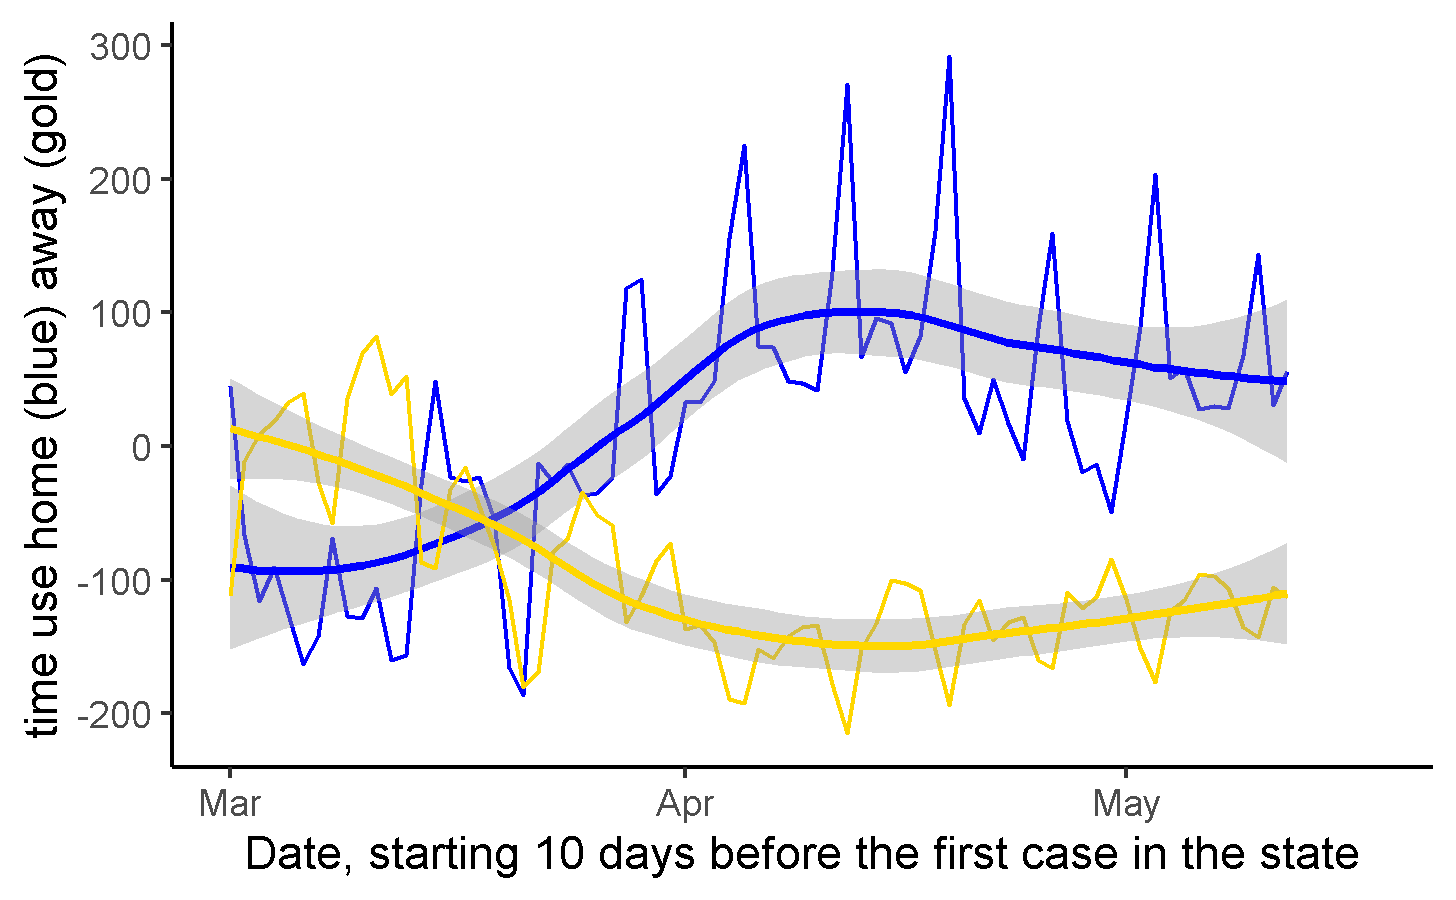 time use home (blue) away (gold)
300
200
100
0
-100
-200
Mar
Apr
May
Date, starting 10 days before the first case in the state